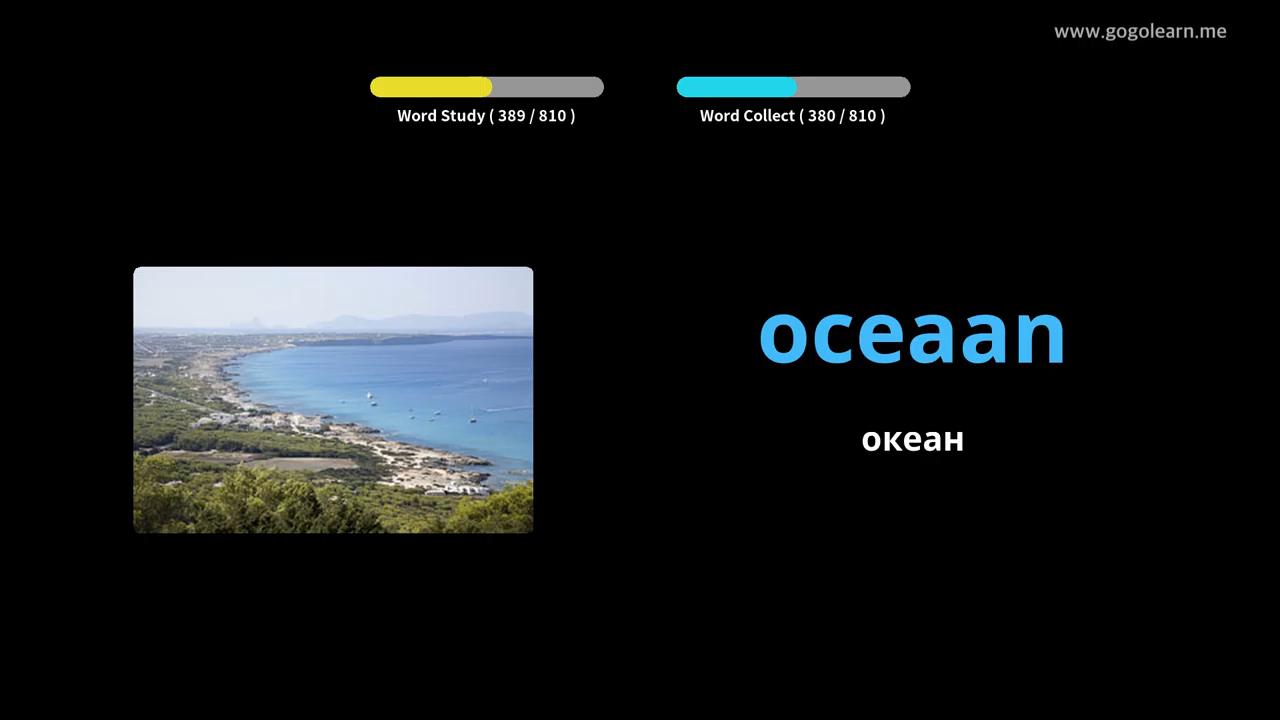 www.gogolearn.me
Word Study ( 389 / 810 )
Word Collect ( 380 / 810 )
oceaan
океан